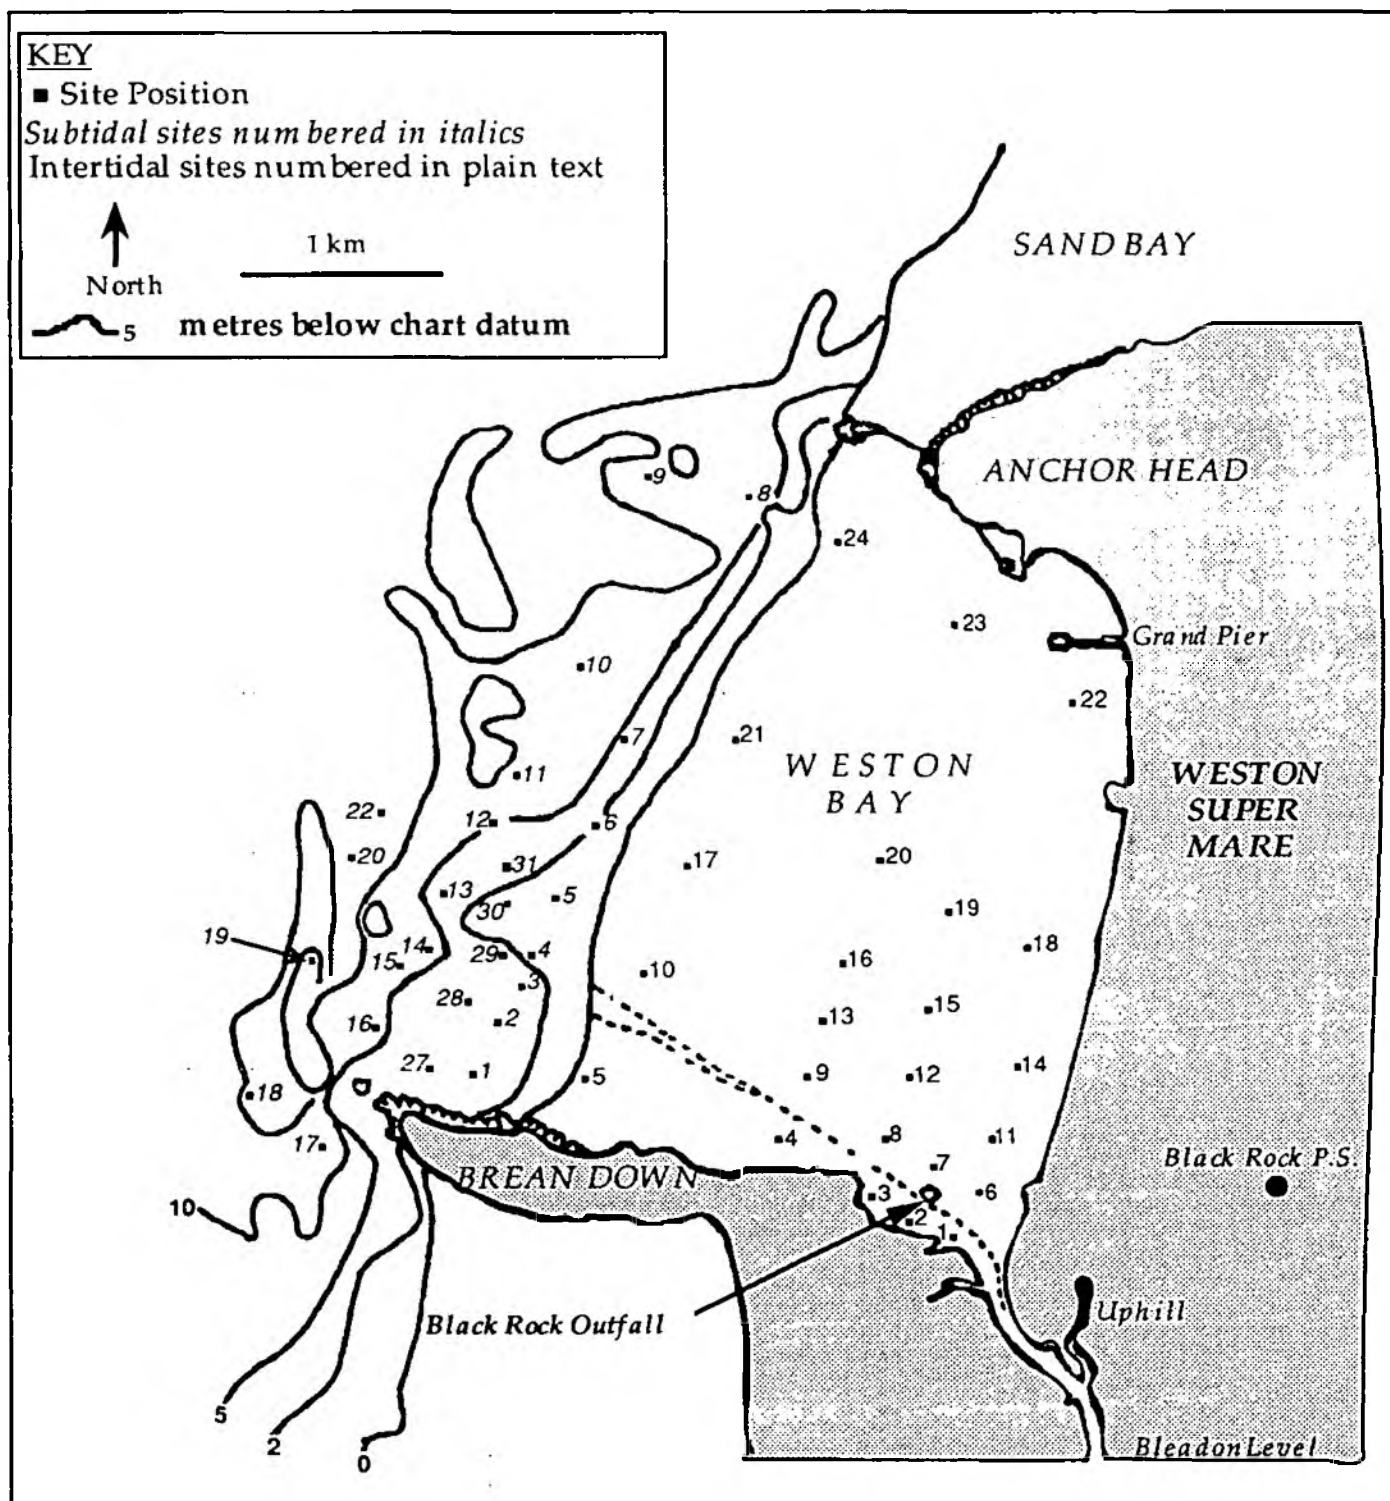 KEY
Site Position
Subtidal sites numbered in italics
Intertidal sites numbered in plain text
1 km
North
5 metres below chart datum
SAND BAY
ANCHOR HEAD
9
8
24
23
Grand Pier
10
22
7
21
WESTON
BAY
11
WESTON
SUPER
MARE
22
12
6
20
31
17
20
13
5
30
19
19
14
29
4
18
15
16
10
3
28
2
15
13
16
27
1
5
9
12
14
18
4
8
11
17
7
Black Rock P.S.
BREAN DOWN
3
6
10
2
1
Uphill
Black Rock Outfall
5
2
0
Bleadon Level